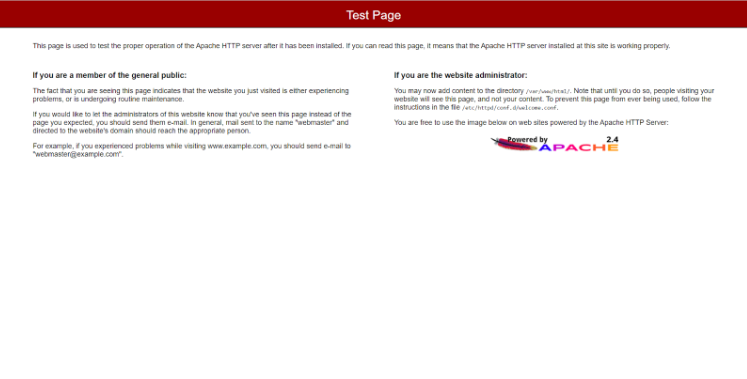 Test Page
This page is used to test the proper operation of the Apache HTTP server after it has been installed. If you can read this page, it means that the Apache HTTP server installed at this site is working properly.
If you are a member of the general public:
The fact that you are seeing this page indicates that the website you just visited is either experiencing
problems, or is undergoing routine maintenance.
If you would like to let the administrators of this website know that you've seen this page instead of the
page you expected, you should send them e-mail. In general, mail sent to the name "webmaster" and
directed to the website's domain should reach the appropriate person.
For example, if you experienced problems while visiting www.example.com, you should send e-mail to
"webmaster@example.com".
If you are the website administrator:
You may now add content to the directory /var/www/html/. Note that until you do so, people visiting your
website will see this page, and not your content. To prevent this page from ever being used, follow the
instructions in the file /etc/httpd/conf.d/welcome.conf.
You are free to use the image below on web sites powered by the Apache HTTP Server:
Powered by 2.4
APACHE